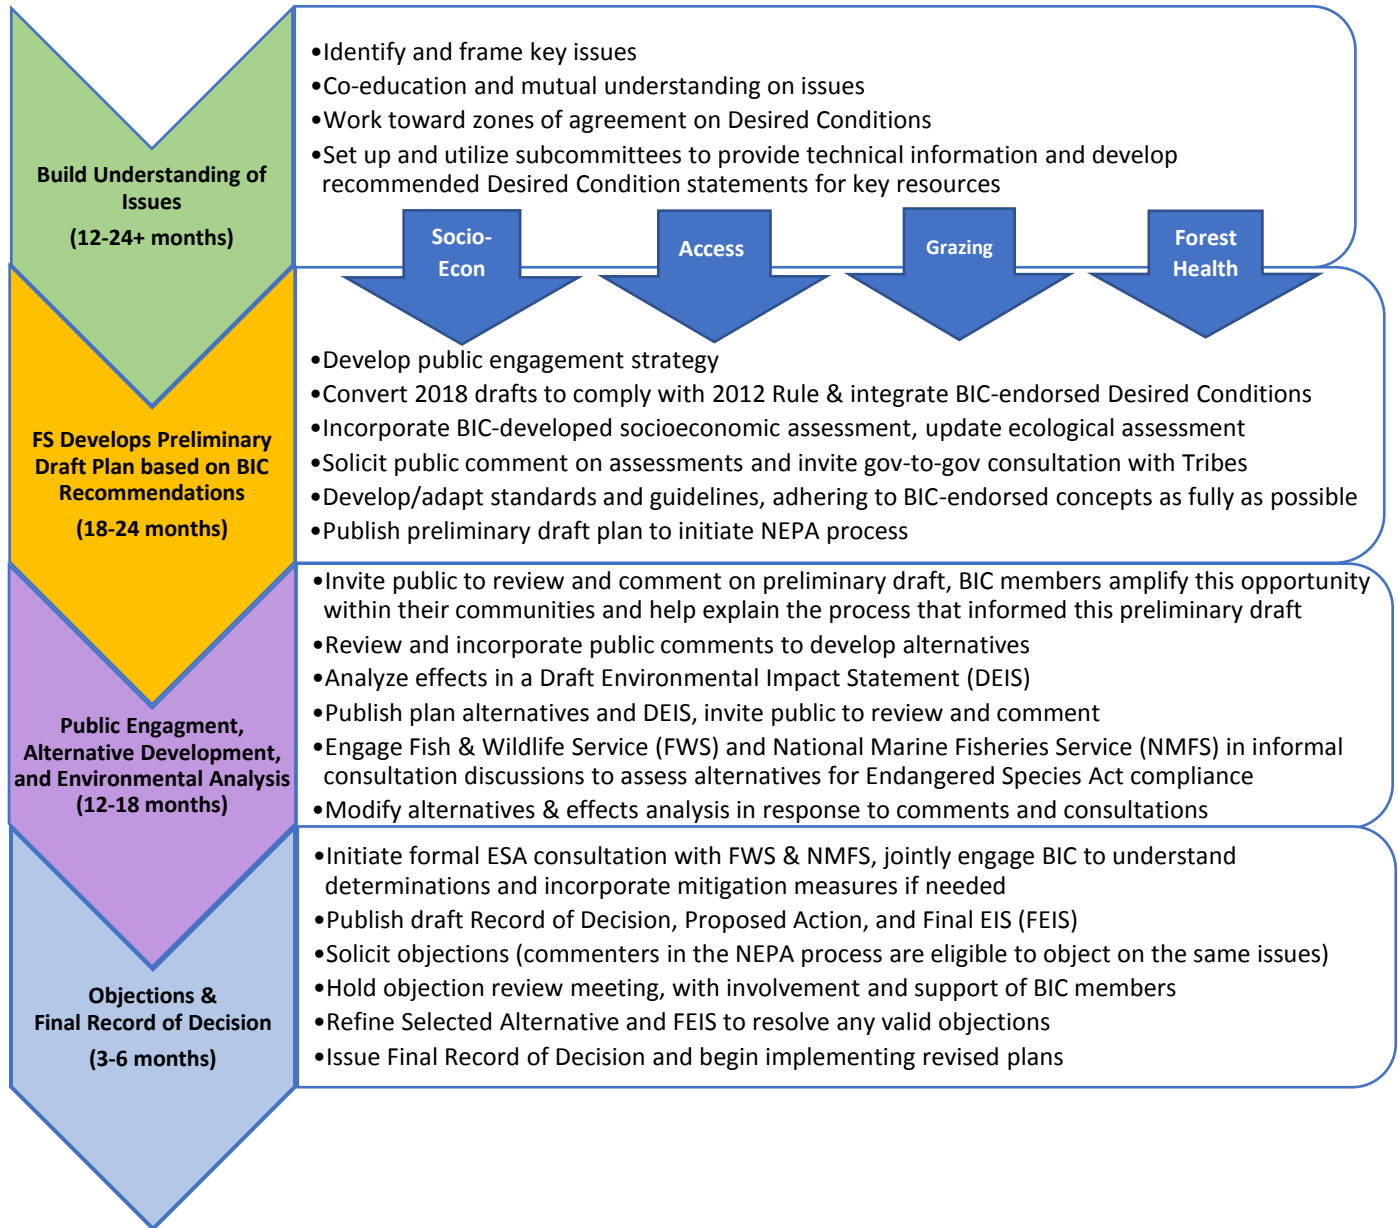 Build Understanding of
Issues
(12-24+ months)
•Identify and frame key issues
•Co-education and mutual understanding on issues
•Work toward zones of agreement on Desired Conditions
•Set up and utilize subcommittees to provide technical information and develop
recommended Desired Condition statements for key resources
Socio-
Econ
Access
Grazing
Forest
Health
FS Develops Preliminary
Draft Plan based on BIC
Recommendations
(18-24 months)
•Develop public engagement strategy
•Convert 2018 drafts to comply with 2012 Rule & integrate BIC-endorsed Desired Conditions
•Incorporate BIC-developed socioeconomic assessment, update ecological assessment
•Solicit public comment on assessments and invite gov-to-gov consultation with Tribes
•Develop/adapt standards and guidelines, adhering to BIC-endorsed concepts as fully as possible
•Publish preliminary draft plan to initiate NEPA process
Public Engagment,
Alternative Development,
and Environmental Analysis
(12-18 months)
•Invite public to review and comment on preliminary draft, BIC members amplify this opportunity
within their communities and help explain the process that informed this preliminary draft
•Review and incorporate public comments to develop alternatives
•Analyze effects in a Draft Environmental Impact Statement (DEIS)
•Publish plan alternatives and DEIS, invite public to review and comment
•Engage Fish & Wildlife Service (FWS) and National Marine Fisheries Service (NMFS) in informal
consultation discussions to assess alternatives for Endangered Species Act compliance
•Modify alternatives & effects analysis in response to comments and consultations
Objections &
Final Record of Decision
(3-6 months)
•Initiate formal ESA consultation with FWS & NMFS, jointly engage BIC to understand
determinations and incorporate mitigation measures if needed
•Publish draft Record of Decision, Proposed Action, and Final EIS (FEIS)
•Solicit objections (commenters in the NEPA process are eligible to object on the same issues)
•Hold objection review meeting, with involvement and support of BIC members
•Refine Selected Alternative and FEIS to resolve any valid objections
•Issue Final Record of Decision and begin implementing revised plans